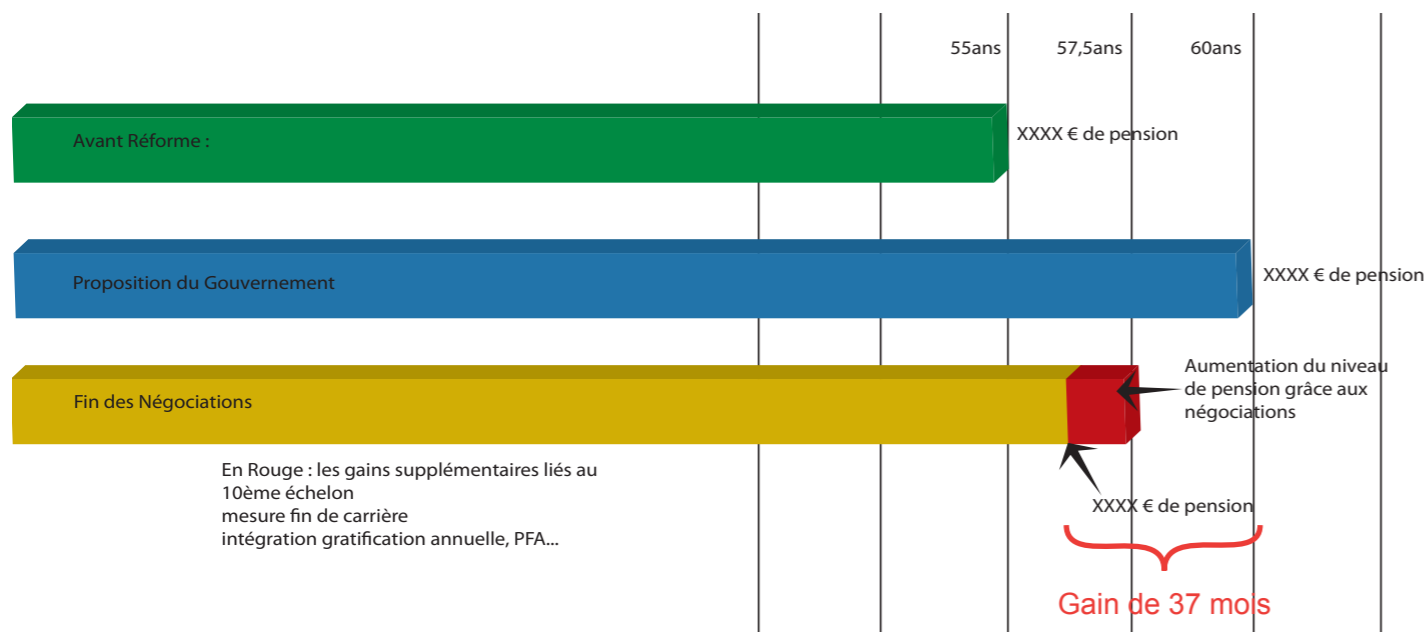 55ans
57,5ans
60ans
Avant Réforme :
XXXX € de pension
Proposition du Gouvernement
XXXX € de pension
Fin des Négociations
Aumentation du niveau
de pension grâce aux
négociations
En Rouge : les gains supplémentaires liés au
10ème échelon
mesure fin de carrière
intégration gratification annuelle, PFA...
XXXX € de pension
Gain de 37 mois